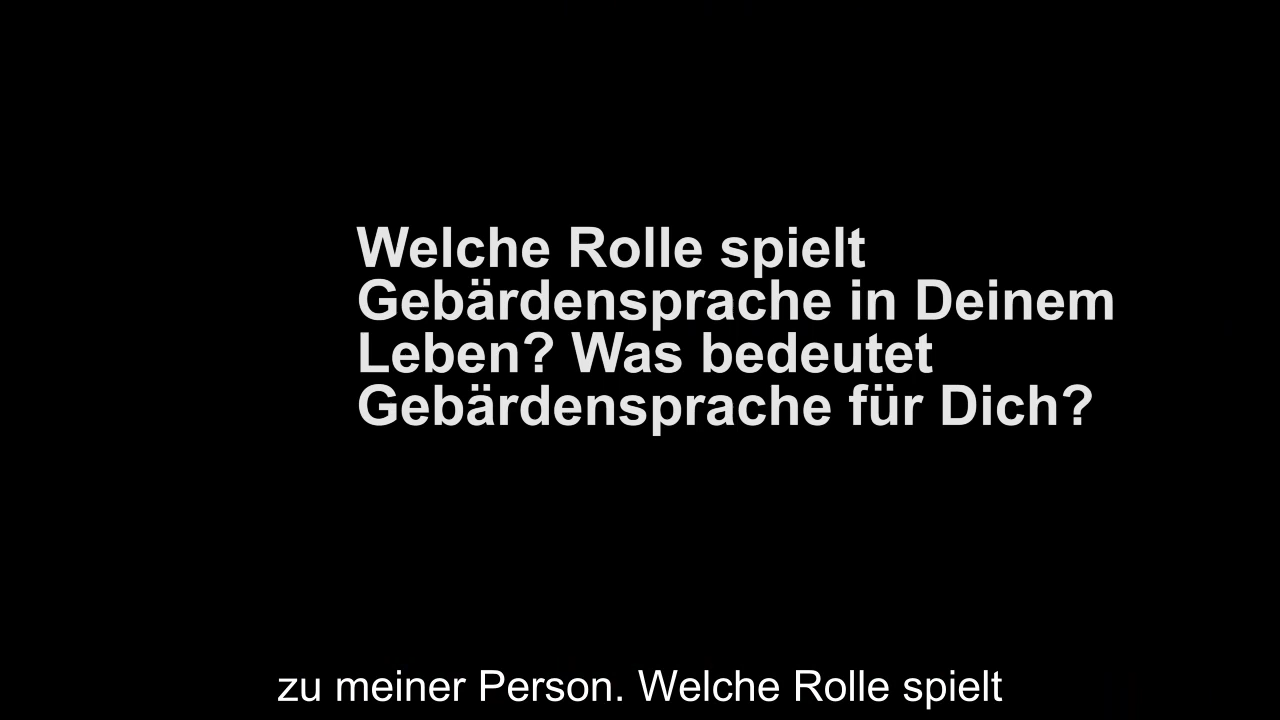 Welche Rolle spielt
Gebärdensprache in Deinem
Leben? Was bedeutet
Gebärdensprache für Dich?
zu meiner Person. Welche Rolle spielt